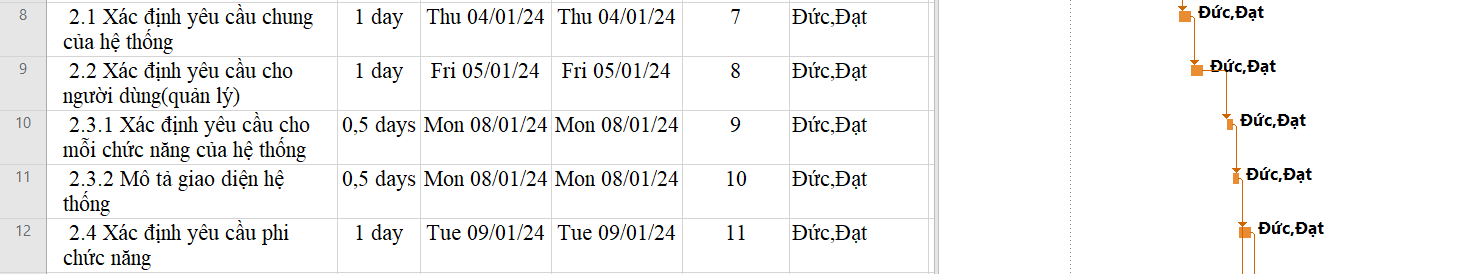 8 2.1 Xác định yêu cầu chung 1 day Thu 04/01/24 Thu 04/01/24 7 Đức,Đạt Đức,Đạt
của hệ thống
9 2.2 Xác định yêu cầu cho 1 day Fri 05/01/24 Fri 05/01/24 8 Đức,Đạt Đức,Đạt
người dùng(quản lý)
10 2.3.1 Xác định yêu cầu cho 0,5 days Mon 08/01/24 Mon 08/01/24 9 Đức,Đạt Đức,Đạt
mỗi chức năng của hệ thống
11 2.3.2 Mô tả giao diện hệ 0,5 days Mon 08/01/24 Mon 08/01/24 10 Đức,Đạt Đức,Đạt
thống
12 2.4 Xác định yêu cầu phi 1 day Tue 09/01/24 Tue 09/01/24 11 Đức,Đạt Đức,Đạt
chức năng